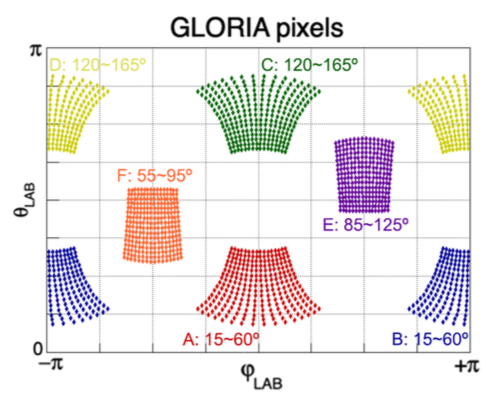 GLORIA pixels
π
D: 120~165º
C: 120~165º
F: 55~95º
θLAB
E: 85~125º
A: 15~60º
B: 15~60º
0
−π
φLAB
+π